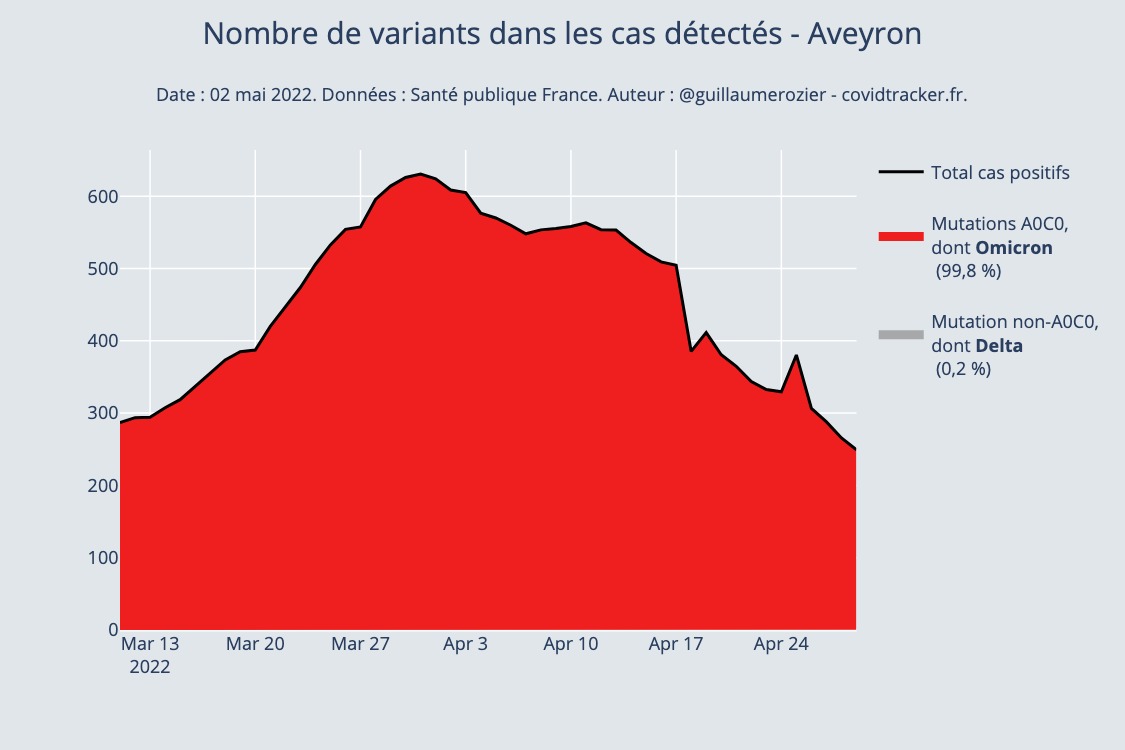 Nombre de variants dans les cas détectés - Aveyron
Date : 02 mai 2022. Données : Santé publique France. Auteur : @guillaumerozier - covidtracker.fr.
Total cas positifs
Mutations A0C0,
dont Omicron
(99,8 %)
Mutation non-A0C0,
dont Delta
(0,2 %)
600
500
400
300
200
100
0
Mar 13
2022
Mar 20
Mar 27
Apr 3
Apr 10
Apr 17
Apr 24